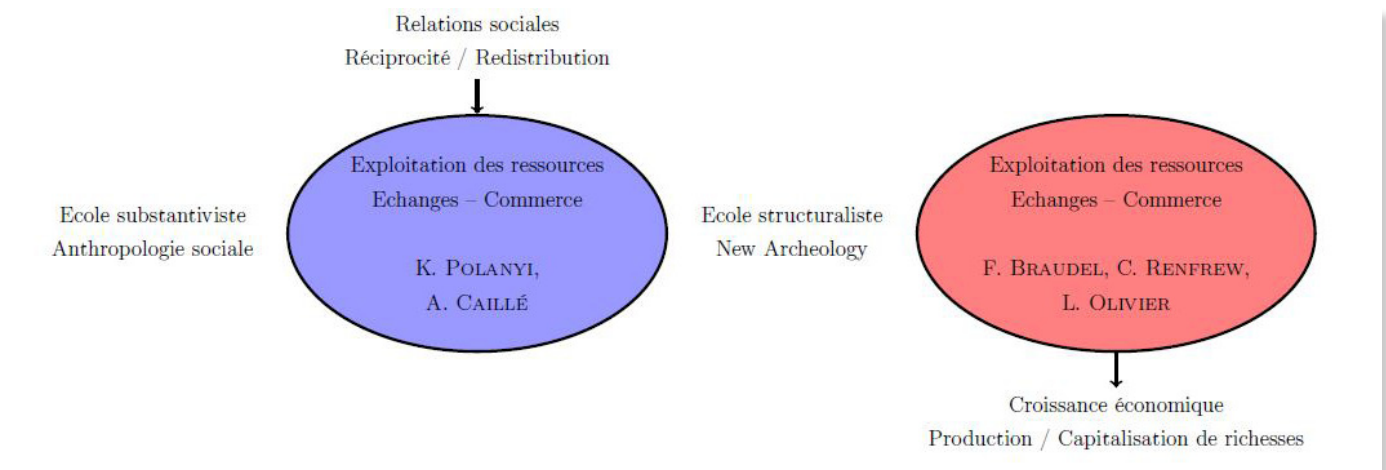 Relations sociales
Réciprocité / Redistribution
Ecole substantiviste
Anthropologie sociale
Exploitation des ressources
Echanges – Commerce
K. POLANYI,
A. CAILLÉ
Ecole structuraliste
New Archeology
Exploitation des ressources
Echanges – Commerce
F. BRAUDEL, C. RENFREW,
L. OLIVIER
Croissance économique
Production / Capitalisation de richesses